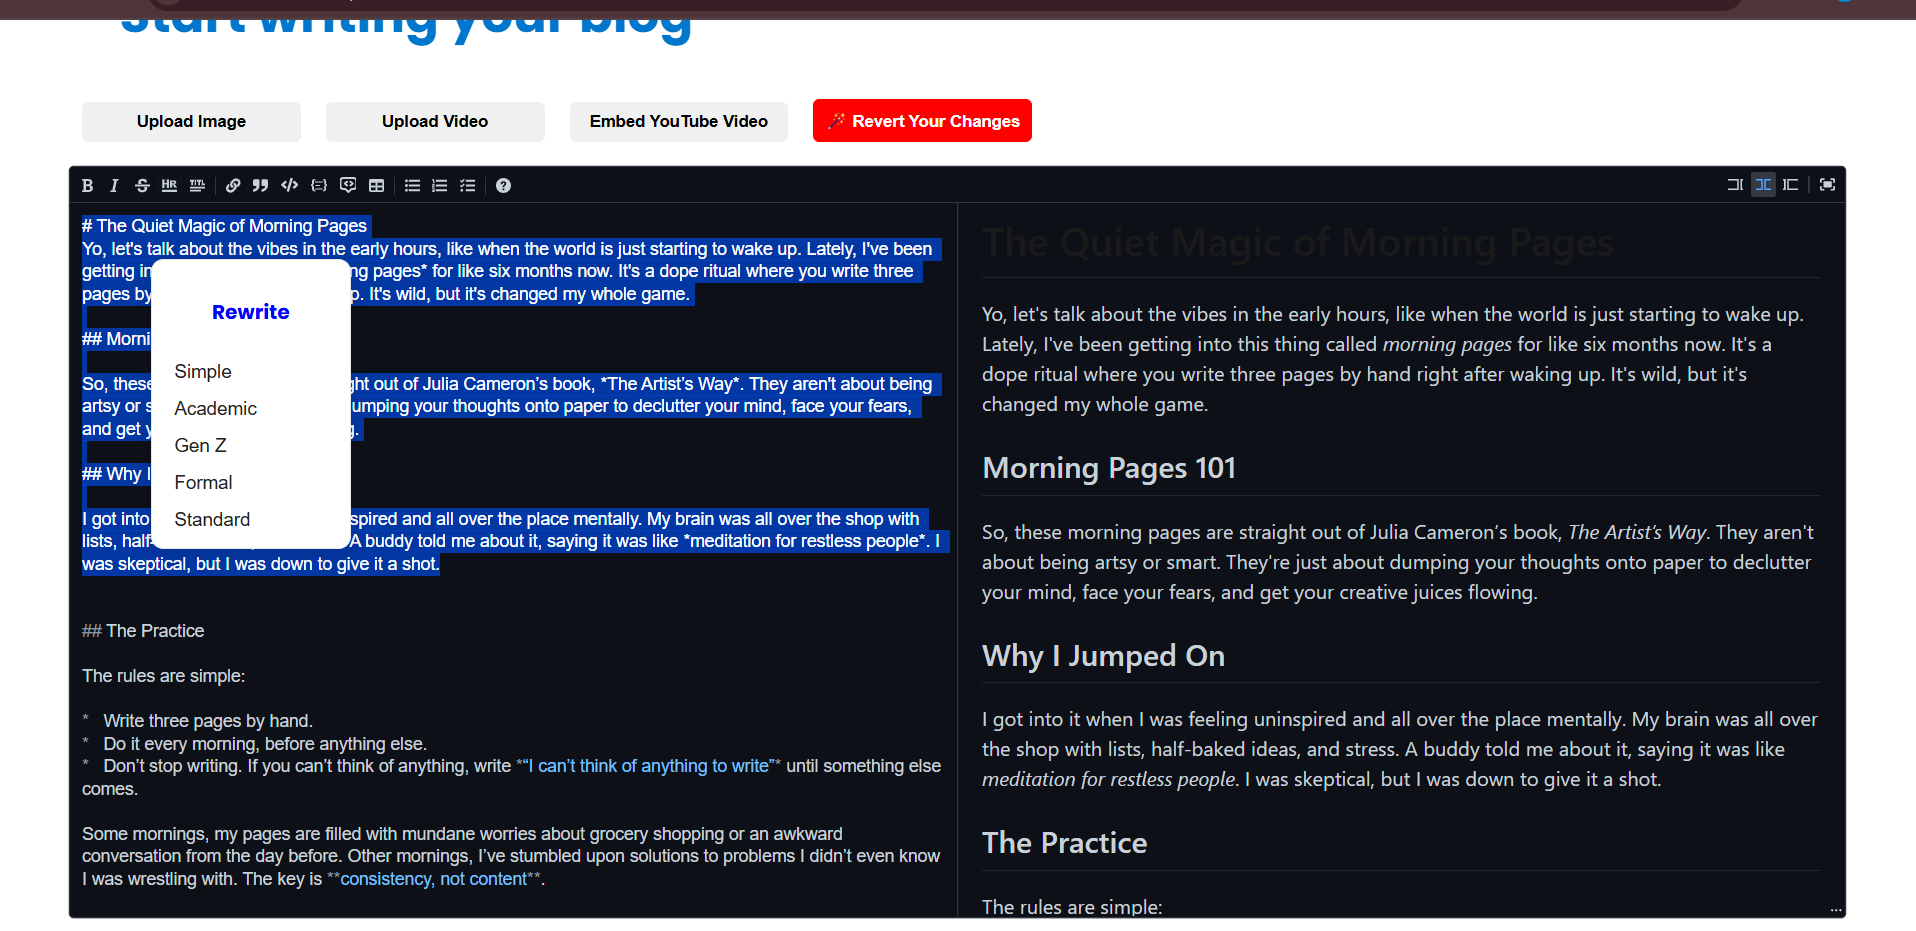 start writing your blog
Upload Image
Upload Video
Embed YouTube Video
Revert Your Changes
# The Quiet Magic of Morning Pages
Yo, let's talk about the vibes in the early hours, like when the world is just starting to wake up. Lately, I've been
getting in ng pages* for like six months now. It's a dope ritual where you write three
pages by p. It's wild, but it's changed my whole game.
## Morni
So, these ht out of Julia Cameron’s book, *The Artist’s Way*. They aren't about being
artsy or s umping your thoughts onto paper to declutter your mind, face your fears,
and get y g.
## Why I
I got into spired and all over the place mentally. My brain was all over the shop with
lists, half- A buddy told me about it, saying it was like *meditation for restless people*. I
was skeptical, but I was down to give it a shot.
Rewrite
Simple
Academic
Gen Z
Formal
Standard
## The Practice
The rules are simple:
* Write three pages by hand.
* Do it every morning, before anything else.
* Don’t stop writing. If you can’t think of anything, write *“I can’t think of anything to write”* until something else
comes.
Some mornings, my pages are filled with mundane worries about grocery shopping or an awkward
conversation from the day before. Other mornings, I’ve stumbled upon solutions to problems I didn’t even know
I was wrestling with. The key is **consistency, not content**.
The Quiet Magic of Morning Pages
Yo, let's talk about the vibes in the early hours, like when the world is just starting to wake up.
Lately, I've been getting into this thing called morning pages for like six months now. It's a
dope ritual where you write three pages by hand right after waking up. It's wild, but it's
changed my whole game.
Morning Pages 101
So, these morning pages are straight out of Julia Cameron’s book, The Artist’s Way. They aren't
about being artsy or smart. They're just about dumping your thoughts onto paper to declutter
your mind, face your fears, and get your creative juices flowing.
Why I Jumped On
I got into it when I was feeling uninspired and all over the place mentally. My brain was all over
the shop with lists, half-baked ideas, and stress. A buddy told me about it, saying it was like
meditation for restless people. I was skeptical, but I was down to give it a shot.
The Practice
The rules are simple: